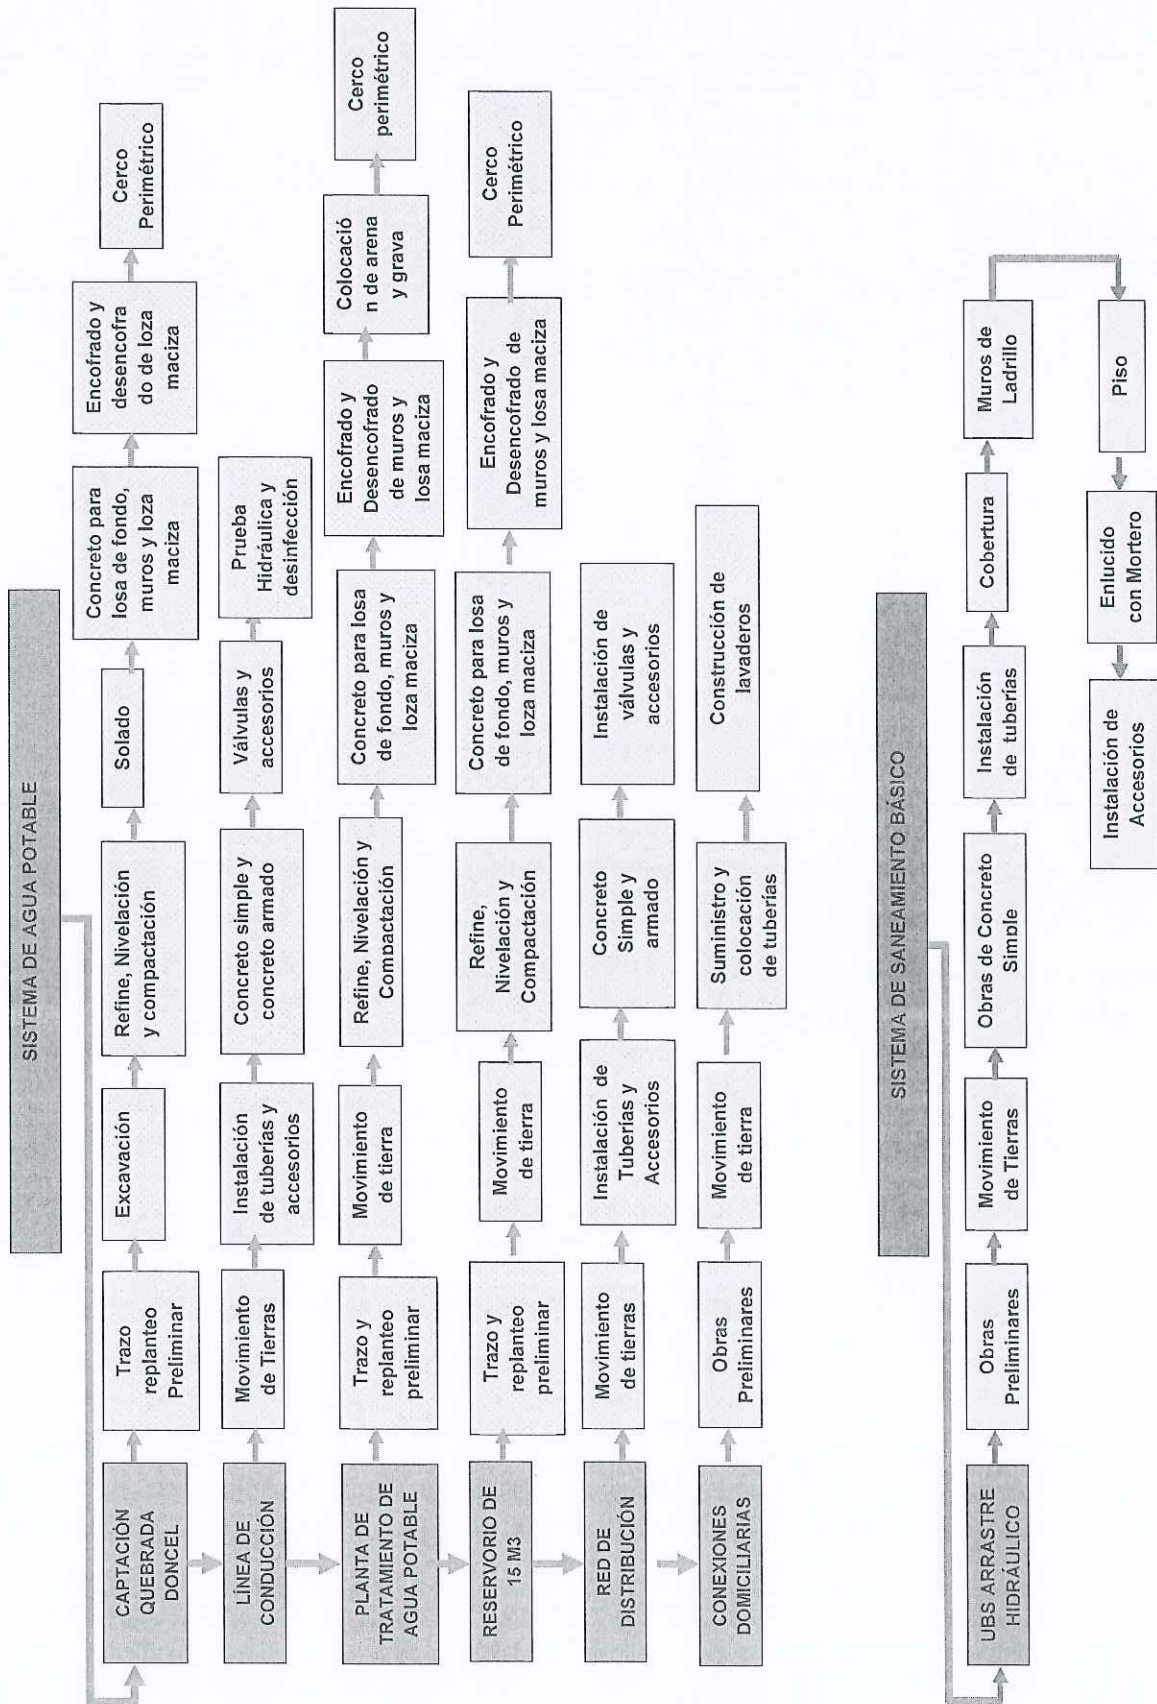 SISTEMA DE AGUA POTABLE
CAPTACIÓN
QUEBRADA
DONCEL
Trazo
replanteo
Preliminar
Excavación
Refine, Nivelación
y compactación
Solado
Concreto para
losa de fondo,
muros y loza
maciza
Encofrado y
desencofra
do de loza
maciza
Cerco
Perimétrico
LÍNEA DE
CONDUCCIÓN
Movimiento
de Tierras
Instalación
de tuberías y
accesorios
Concreto simple y
concreto armado
Válvulas y
accesorios
Prueba
Hidráulica y
desinfección
PLANTA DE
TRATAMIENTO DE
AGUA POTABLE
Trazo y
replanteo
preliminar
Movimiento
de tierra
Refine, Nivelación y
Compactación
Concreto para losa
de fondo, muros y
loza maciza
Encofrado y
Desencofrado
de muros y
losa maciza
Colocació
n de arena
y grava
Cerco
perimétrico
RESERVORIO DE
15 M3
Trazo y
replanteo
preliminar
Movimiento
de tierra
Refine,
Nivelación y
Compactación
Concreto para losa
de fondo, muros y
loza maciza
Encofrado y
Desencofrado de
muros y losa maciza
Cerco
Perimétrico
RED DE
DISTRIBUCIÓN
Movimiento
de tierras
Instalación de
Tuberías y
Accesorios
Concreto
Simple y
armado
Instalación de
válvulas y
accesorios
CONEXIONES
DOMICILIARIAS
Obras
Preliminares
Movimiento
de tierra
Suministro y
colocación
de tuberías
Construcción de
lavaderos
SISTEMA DE SANEAMIENTO BÁSICO
UBS ARRASTRE
HIDRÁULICO
Obras
Preliminares
Movimiento
de Tierras
Obras de Concreto
Simple
Instalación
de tuberías
Cobertura
Muros de
Ladrillo
Piso
Enlucido
con Mortero
Instalación de
Accesorios